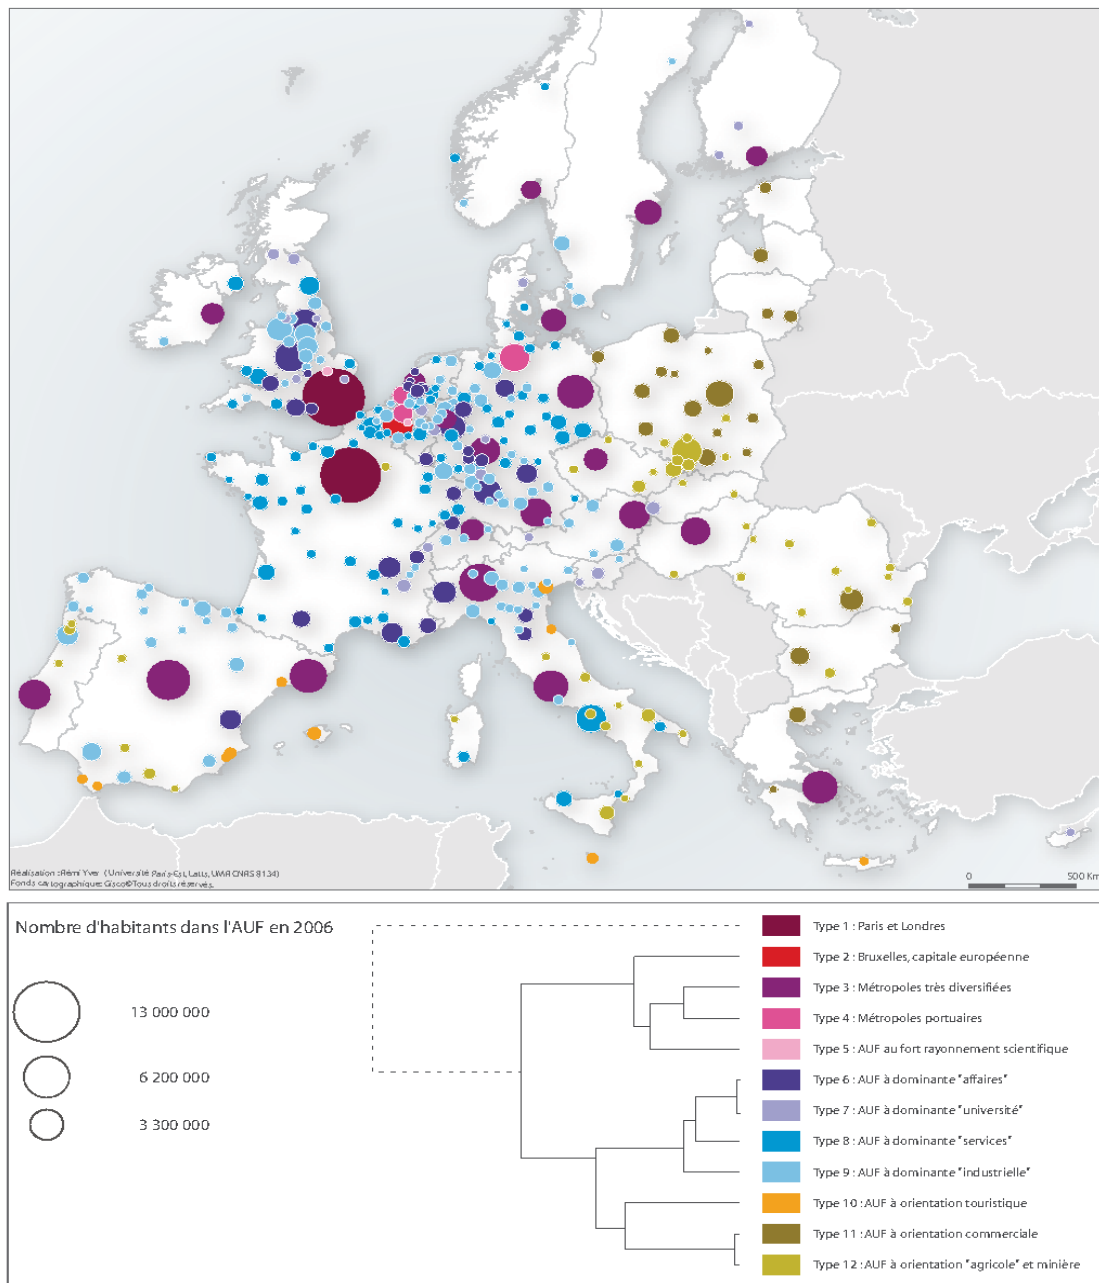 Réalisation : Rémi Yver (Université Paris-Est, Latts, UMR CNRS 8134)
Fonds cartographique: Gisco©Tous droits réservés.
0 500 Km
Nombre d'habitants dans l'AUF en 2006
13 000 000
6 200 000
3 300 000
Type 1 : Paris et Londres
Type 2 : Bruxelles, capitale européenne
Type 3 : Métropoles très diversifiées
Type 4 : Métropoles portuaires
Type 5 : AUF au fort rayonnement scientifique
Type 6 : AUF à dominante "affaires"
Type 7 : AUF à dominante "université"
Type 8 : AUF à dominante "services"
Type 9 : AUF à dominante "industrielle"
Type 10 : AUF à orientation touristique
Type 11 : AUF à orientation commerciale
Type 12 : AUF à orientation "agricole" et minière